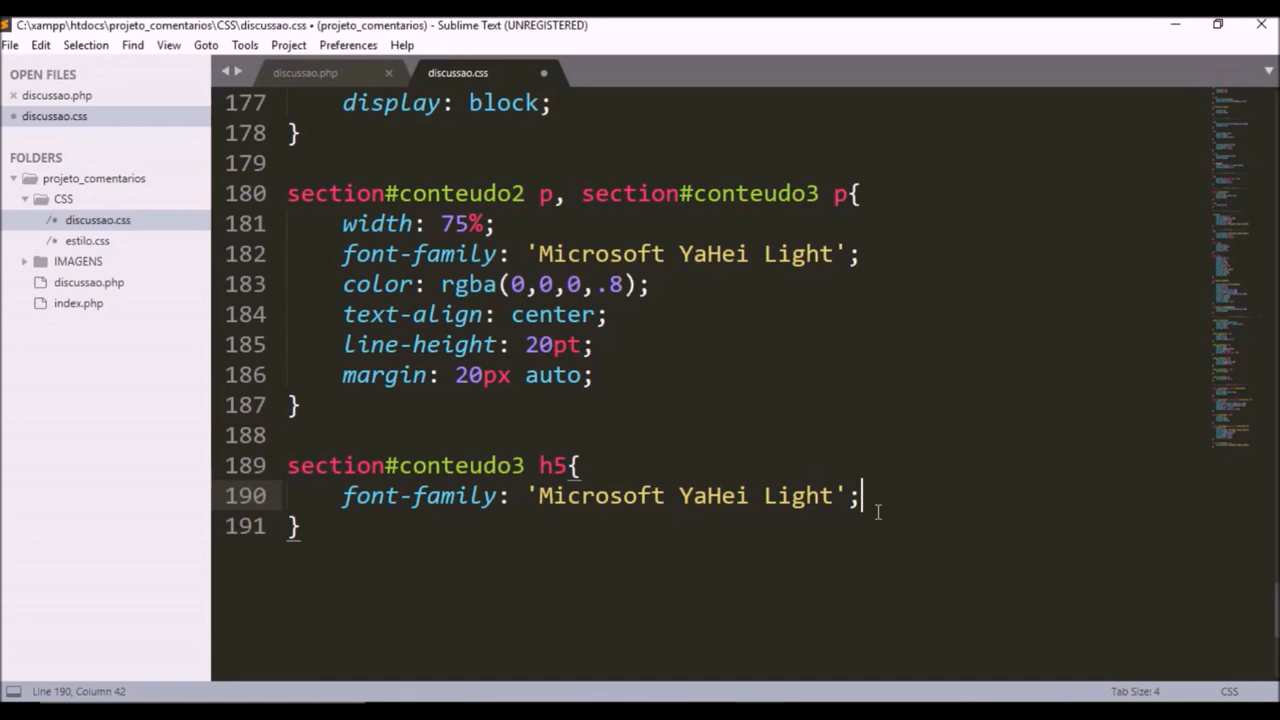 C:\xampp\htdocs\projeto_comentarios\CSS\discussao.css • (projeto_comentarios) - Sublime Text (UNREGISTERED)
File Edit Selection Find View Goto Tools Project Preferences Help
OPEN FILES
discussao.php
discussao.css
FOLDERS
projeto_comentarios
CSS
/* discussao.css
/* estilo.css
IMAGENS
discussao.php
index.php
discussao.php discussao.css
177 display: block;
178 }
179
180 section#conteudo2 p, section#conteudo3 p{
181 width: 75%;
182 font-family: 'Microsoft YaHei Light';
183 color: rgba(0,0,0,.8);
184 text-align: center;
185 line-height: 20pt;
186 margin: 20px auto;
187 }
188
189 section#conteudo3 h5{
190 font-family: 'Microsoft YaHei Light';
191 }
Line 190, Column 42 Tab Size: 4 CSS